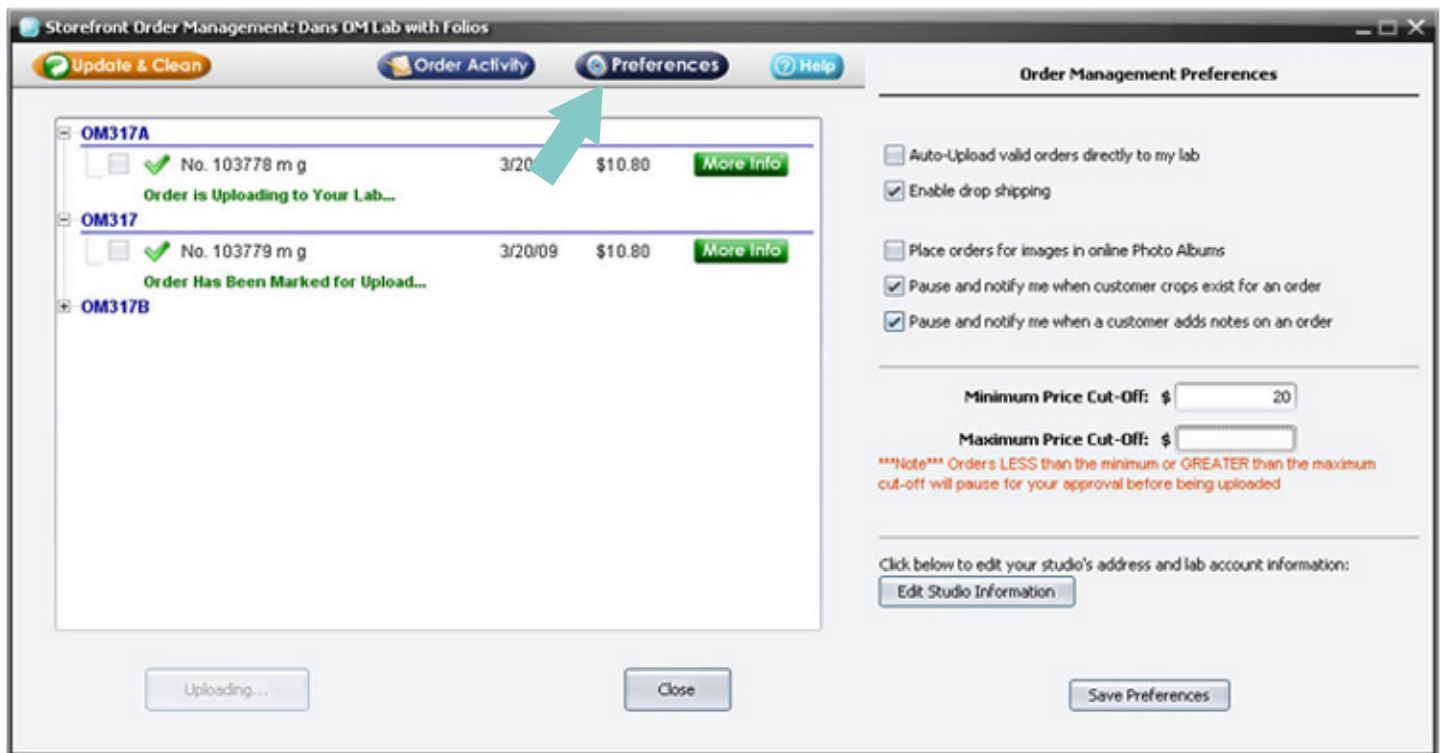 Storefront Order Management: Dans OM Lab with Folios
Update & Clean
Order Activity
Preferences
Help
OM317A
No. 103778 m g 3/20 $10.80 More Info
Order is Uploading to Your Lab...
OM317
No. 103779 m g 3/20/09 $10.80 More Info
Order Has Been Marked for Upload...
OM317B
Uploading...
Close
Order Management Preferences
Auto-Upload valid orders directly to my lab
Enable drop shipping
Place orders for images in online Photo Albums
Pause and notify me when customer crops exist for an order
Pause and notify me when a customer adds notes on an order
Minimum Price Cut-Off: $ 20
Maximum Price Cut-Off: $
***Note*** Orders LESS than the minimum or GREATER than the maximum
cut-off will pause for your approval before being uploaded
Click below to edit your studio's address and lab account information:
Edit Studio Information
Save Preferences